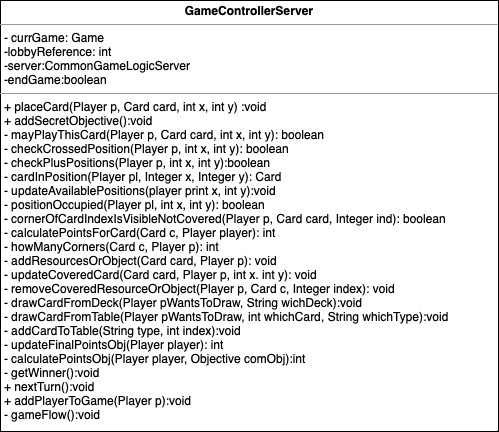 GameControllerServer
- currGame: Game
-lobbyReference: int
-server:CommonGameLogicServer
-endGame:boolean
+ placeCard(Player p, Card card, int x, int y) :void
+ addSecretObjective():void
- mayPlayThisCard(Player p, Card card, int x, int y): boolean
- checkCrossedPosition(Player p, int x, int y): boolean
- checkPlusPositions(Player p, int x, int y):boolean
- cardInPosition(Player pl, Integer x, Integer y): Card
- updateAvailablePositions(player print x, int y):void
- positionOccupied(Player pl, int x, int y): boolean
- cornerOfCardIndexIsVisibleNotCovered(Player p, Card card, Integer ind): boolean
- calculatePointsForCard(Card c, Player player): int
- howManyCorners(Card c, Player p): int
- addResourcesOrObject(Card card, Player p): void
- updateCoveredCard(Card card, Player p, int x. int y): void
- removeCoveredResourceOrObject(Player p, Card c, Integer index): void
- drawCardFromDeck(Player pWantsToDraw, String wichDeck):void
- drawCardFromTable(Player pWantsToDraw, int whichCard, String whichType):void
- addCardToTable(String type, int index):void
- updateFinalPointsObj(Player player): int
- calculatePointsObj(Player player, Objective comObj):int
- getWinner():void
+ nextTurn():void
+ addPlayerToGame(Player p):void
- gameFlow():void